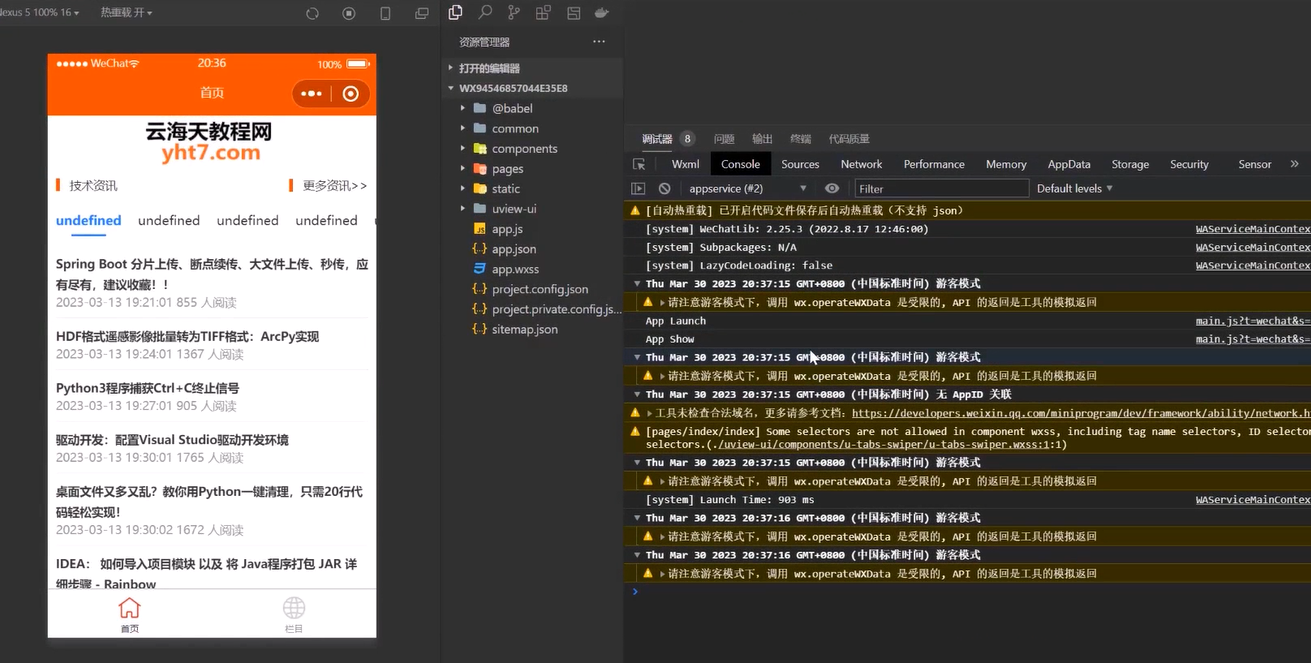 Nexus 5 100% 16
热重载 开
WeChat
20:36
100%
首页
云海天教程网
yht7.com
技术资讯
更多资讯>>
undefined
undefined
undefined
undefined
Spring Boot 分片上传、断点续传、大文件上传、秒传，应
有尽有，建议收藏！！
2023-03-13 19:21:01 855 人阅读
HDF格式遥感影像批量转为TIFF格式：ArcPy实现
2023-03-13 19:24:01 1367 人阅读
Python3程序捕获Ctrl+C终止信号
2023-03-13 19:27:01 905 人阅读
驱动开发：配置Visual Studio驱动开发环境
2023-03-13 19:30:01 1765 人阅读
桌面文件又多又乱？教你用Python一键清理，只需20行代
码轻松实现！
2023-03-13 19:30:02 1672 人阅读
IDEA： 如何导入项目模块 以及 将 Java程序打包 JAR 详
细步骤 - Rainbow
首页
栏目
资源管理器
打开的编辑器
WX94546857044E35E8
@babel
common
components
pages
static
uview-ui
app.js
app.json
app.wxss
project.config.json
project.private.config.js...
sitemap.json
调试器
8
问题
输出
终端
代码质量
Wxml
Console
Sources
Network
Performance
Memory
AppData
Storage
Security
Sensor
appservice (#2)
Filter
Default levels
[自动热重载] 已开启代码文件保存后自动热重载（不支持 json）
[system] WeChatLib: 2.25.3 (2022.8.17 12:46:00)
WAServiceMainContex
[system] Subpackages: N/A
WAServiceMainContex
[system] LazyCodeLoading: false
WAServiceMainContex
Thu Mar 30 2023 20:37:15 GMT+0800 (中国标准时间) 游客模式
请注意游客模式下，调用 wx.operateWXData 是受限的, API 的返回是工具的模拟返回
App Launch
main.js?t=wechat&s=
App Show
main.js?t=wechat&s=
Thu Mar 30 2023 20:37:15 GMT+0800 (中国标准时间) 游客模式
请注意游客模式下，调用 wx.operateWXData 是受限的, API 的返回是工具的模拟返回
Thu Mar 30 2023 20:37:15 GMT+0800 (中国标准时间) 无 AppID 关联
工具未检查合法域名，更多请参考文档: https://developers.weixin.qq.com/miniprogram/dev/framework/ability/network.h
[pages/index/index] Some selectors are not allowed in component wxss, including tag name selectors, ID selector
selectors.(./uview-ui/components/u-tabs-swiper/u-tabs-swiper.wxss:1:1)
Thu Mar 30 2023 20:37:15 GMT+0800 (中国标准时间) 游客模式
请注意游客模式下，调用 wx.operateWXData 是受限的, API 的返回是工具的模拟返回
[system] Launch Time: 903 ms
WAServiceMainContex
Thu Mar 30 2023 20:37:16 GMT+0800 (中国标准时间) 游客模式
请注意游客模式下，调用 wx.operateWXData 是受限的, API 的返回是工具的模拟返回
Thu Mar 30 2023 20:37:16 GMT+0800 (中国标准时间) 游客模式
请注意游客模式下，调用 wx.operateWXData 是受限的, API 的返回是工具的模拟返回